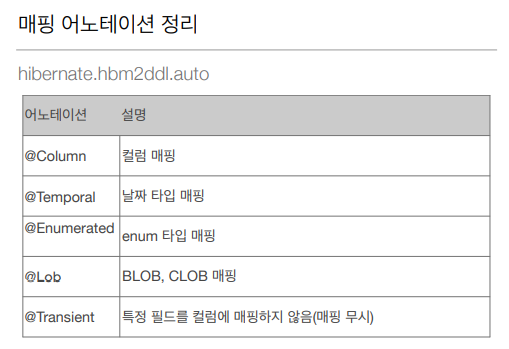 매핑 어노테이션 정리
hibernate.hbm2ddl.auto
어노테이션 설명
@Column 컬럼 매핑
@Temporal 날짜 타입 매핑
@Enumerated enum 타입 매핑
@Lob BLOB, CLOB 매핑
@Transient 특정 필드를 컬럼에 매핑하지 않음(매핑 무시)